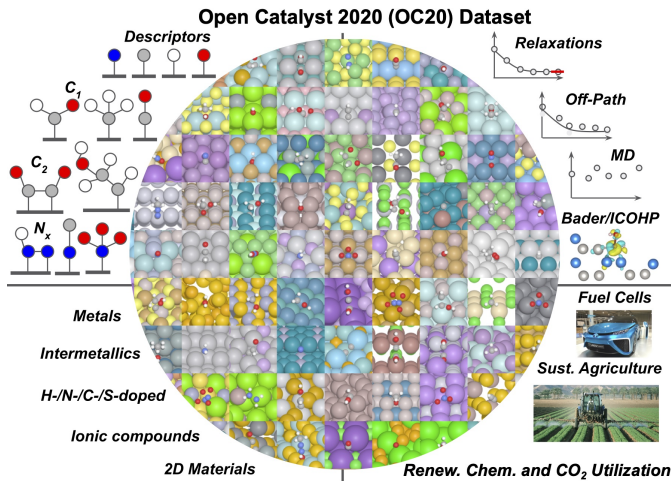 Open Catalyst 2020 (OC20) Dataset
Descriptors
C1
C2
Nx
Relaxations
Off-Path
MD
Bader/ICOHP
Metals
Intermetallics
H-/N-/C-/S-doped
Ionic compounds
2D Materials
Fuel Cells
Sust. Agriculture
Renew. Chem. and CO2 Utilization